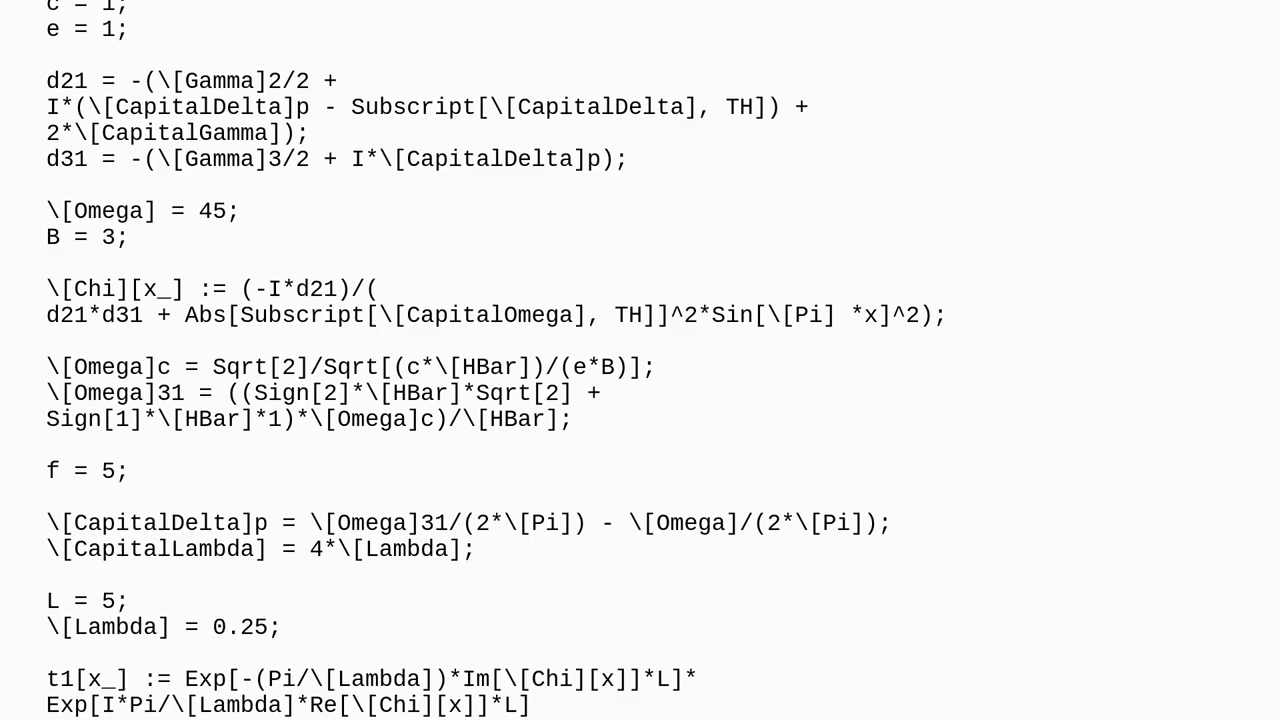 c = 1;
e = 1;
d21 = -(\[Gamma]2/2 +
I*(\[CapitalDelta]p - Subscript[\[CapitalDelta], TH]) +
2*\[CapitalGamma]);
d31 = -(\[Gamma]3/2 + I*\[CapitalDelta]p);
\[Omega] = 45;
B = 3;
\[Chi][x_] := (-I*d21)/(
d21*d31 + Abs[Subscript[\[CapitalOmega], TH]]^2*Sin[\[Pi] *x]^2);
\[Omega]c = Sqrt[2]/Sqrt[(c*\[HBar])/(e*B)];
\[Omega]31 = ((Sign[2]*\[HBar]*Sqrt[2] +
Sign[1]*\[HBar]*1)*\[Omega]c)/\[HBar];
f = 5;
\[CapitalDelta]p = \[Omega]31/(2*\[Pi]) - \[Omega]/(2*\[Pi]);
\[CapitalLambda] = 4*\[Lambda];
L = 5;
\[Lambda] = 0.25;
t1[x_] := Exp[-(Pi/\[Lambda])*Im[\[Chi][x]]*L]*
Exp[I*Pi/\[Lambda]*Re[\[Chi][x]]*L]